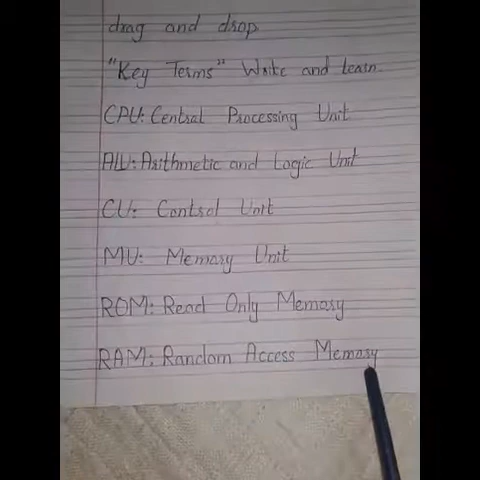 drag and drop
"Key Terms" Write and learn.
CPU: Central Processing Unit
ALU: Arithmetic and Logic Unit
CU: Control Unit
MU: Memory Unit
ROM: Read Only Memory
RAM: Random Access Memory